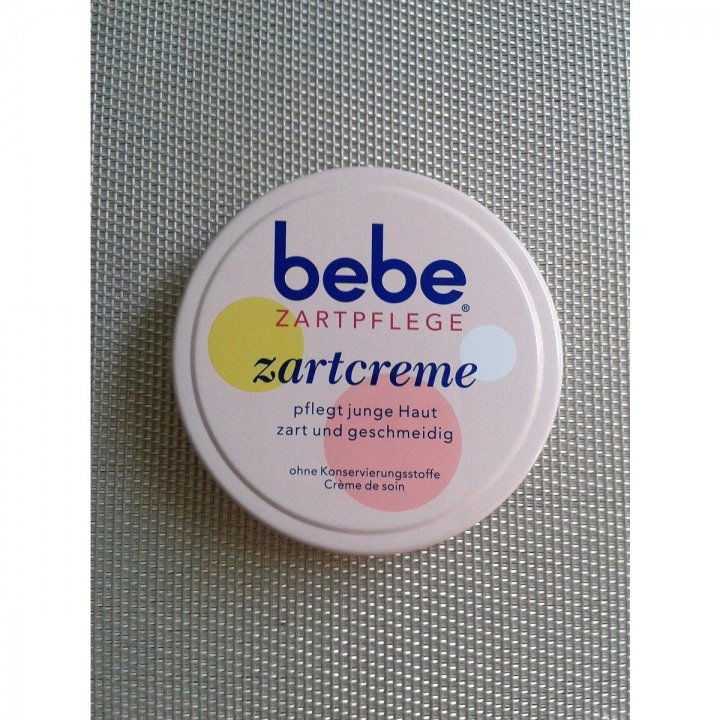 bebe®
ZARTPFLEGE
zartcreme
pflegt junge Haut
zart und geschmeidig
ohne Konservierungsstoffe
Crème de soin